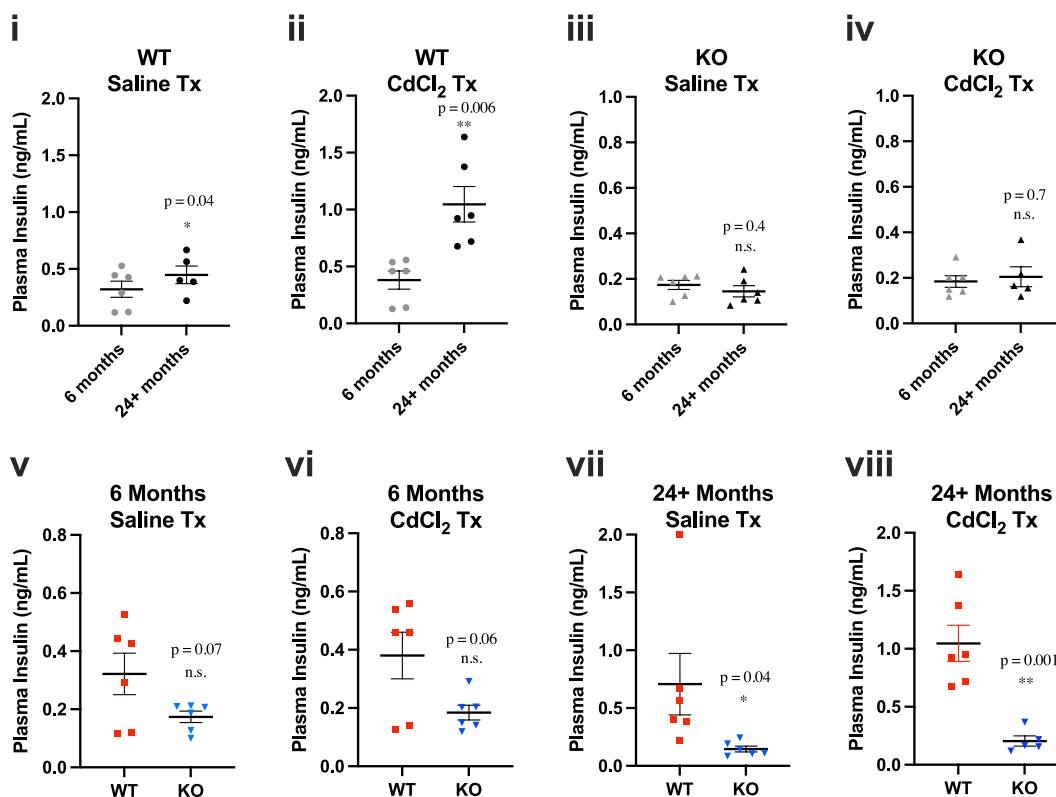 i
WT
Saline Tx
Plasma Insulin (ng/mL)
2.0
1.5
1.0
0.5
0.0
p = 0.04
*
6 months
24+ months
ii
WT
CdCl₂ Tx
Plasma Insulin (ng/mL)
2.0
1.5
1.0
0.5
0.0
p = 0.006
**
6 months
24+ months
iii
KO
Saline Tx
Plasma Insulin (ng/mL)
1.0
0.8
0.6
0.4
0.2
0.0
p = 0.4
n.s.
6 months
24+ months
iv
KO
CdCl₂ Tx
Plasma Insulin (ng/mL)
1.0
0.8
0.6
0.4
0.2
0.0
p = 0.7
n.s.
6 months
24+ months
v
6 Months
Saline Tx
Plasma Insulin (ng/mL)
0.8
0.6
0.4
0.2
0.0
p = 0.07
n.s.
WT KO
vi
6 Months
CdCl₂ Tx
Plasma Insulin (ng/mL)
0.8
0.6
0.4
0.2
0.0
p = 0.06
n.s.
WT KO
vii
24+ Months
Saline Tx
Plasma Insulin (ng/mL)
2.0
1.5
1.0
0.5
0.0
p = 0.04
*
WT KO
viii
24+ Months
CdCl₂ Tx
Plasma Insulin (ng/mL)
2.0
1.5
1.0
0.5
0.0
p = 0.001
**
WT KO